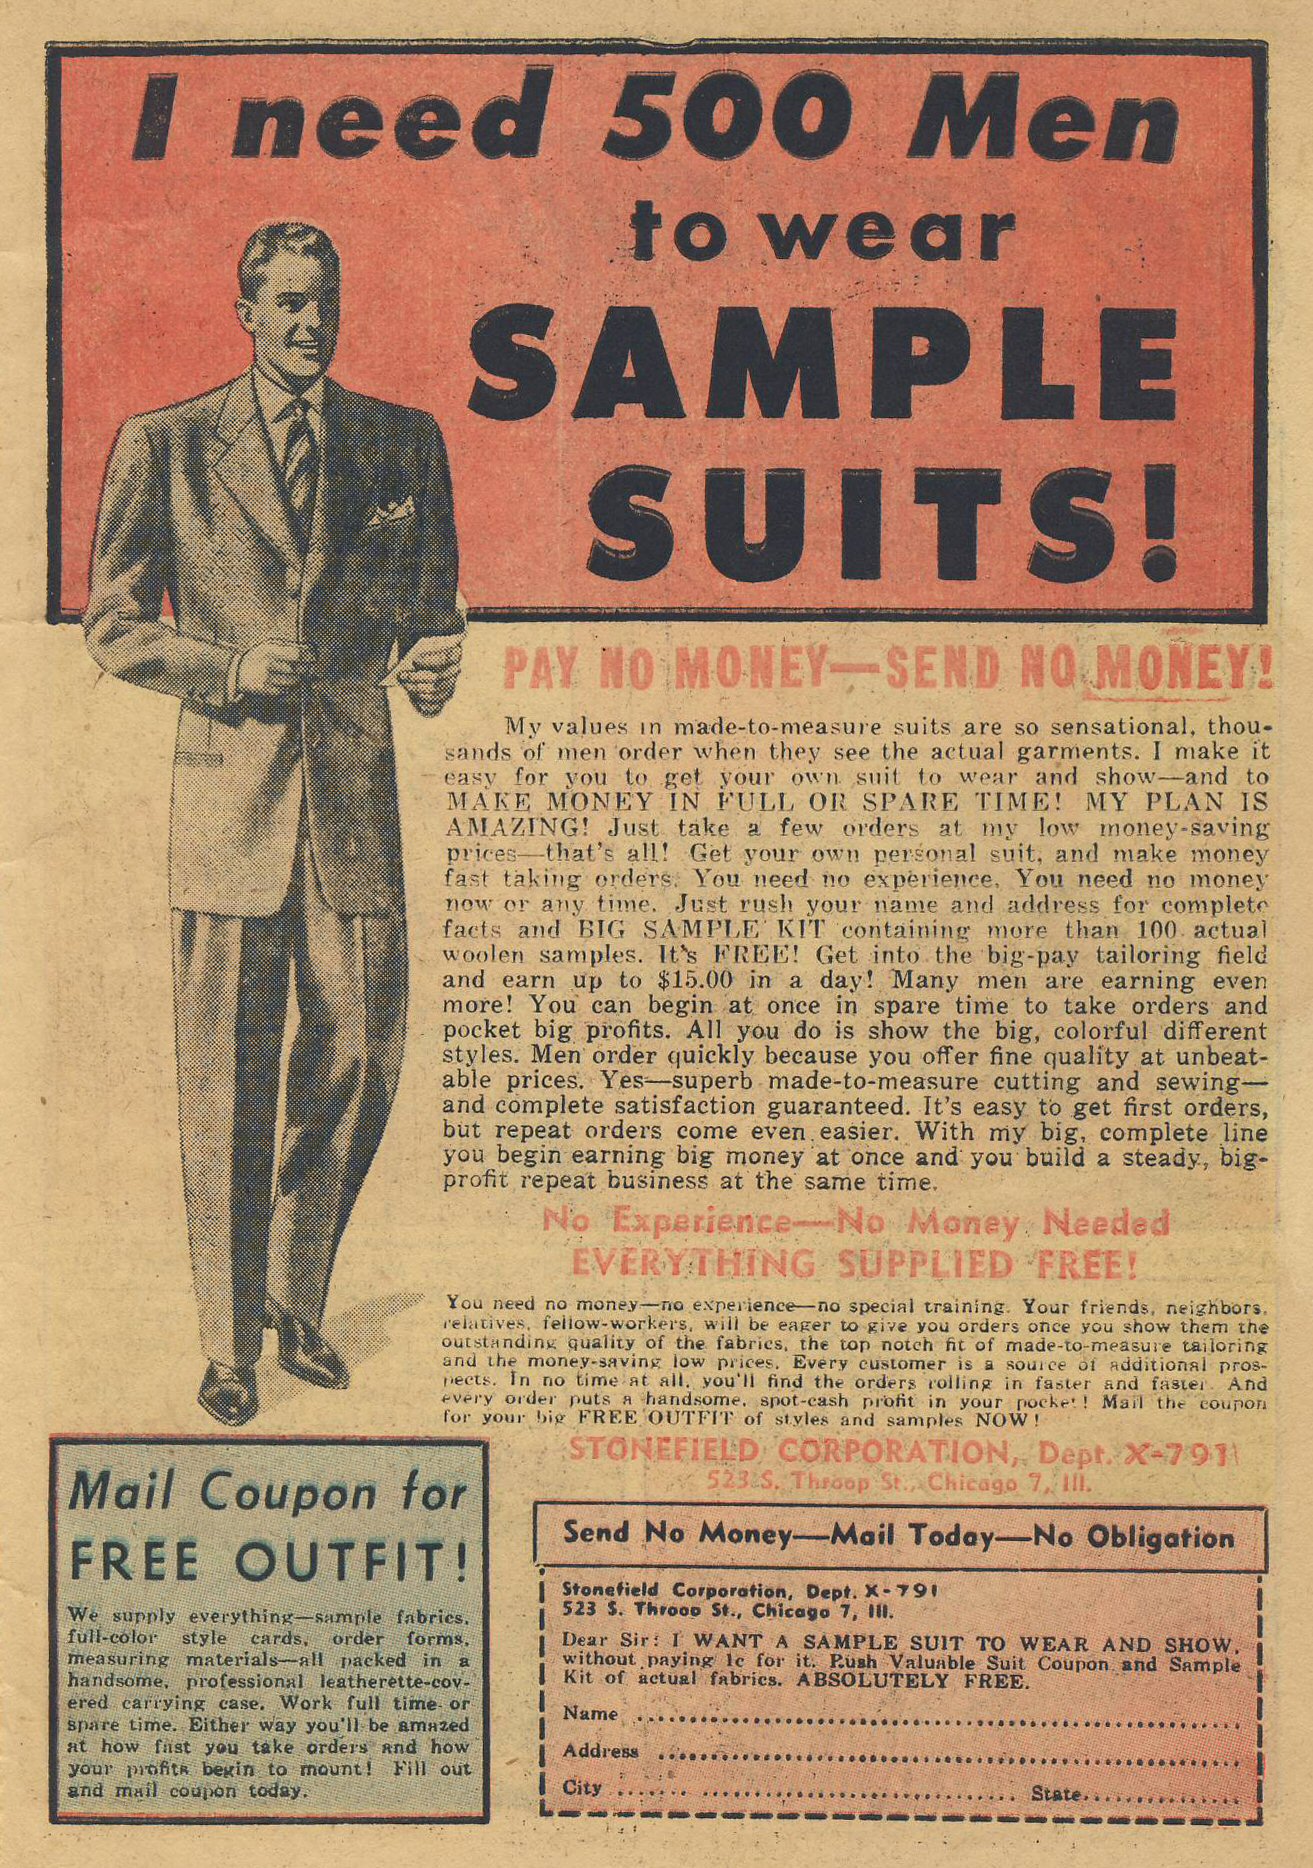 I need 500 Men
to wear
SAMPLE
SUITS!
PAY NO MONEY—SEND NO MONEY!
My values in made-to-measure suits are so sensational, thou-
sands of men order when they see the actual garments. I make it
easy for you to get your own suit to wear and show—and to
MAKE MONEY IN FULL OR SPARE TIME! MY PLAN IS
AMAZING! Just take a few orders at my low money-saving
prices—that's all! Get your own personal suit, and make money
fast taking orders. You need no experience. You need no money
now or any time. Just rush your name and address for complete
facts and BIG SAMPLE KIT containing more than 100 actual
woolen samples. It's FREE! Get into the big-pay tailoring field
and earn up to $15.00 in a day! Many men are earning even
more! You can begin at once in spare time to take orders and
pocket big profits. All you do is show the big, colorful different
styles. Men order quickly because you offer fine quality at unbeat-
able prices. Yes—superb made-to-measure cutting and sewing—
and complete satisfaction guaranteed. It's easy to get first orders,
but repeat orders come even easier. With my big, complete line
you begin earning big money at once and you build a steady, big-
profit repeat business at the same time.
No Experience—No Money Needed
EVERYTHING SUPPLIED FREE!
You need no money—no experience—no special training. Your friends, neighbors,
relatives, fellow-workers, will be eager to give you orders once you show them the
outstanding quality of the fabrics, the top notch fit of made-to-measure tailoring
and the money-saving low prices. Every customer is a source of additional pros-
pects. In no time at all, you'll find the orders rolling in faster and faster. And
every order puts a handsome, spot-cash profit in your pocket! Mail the coupon
for your big FREE OUTFIT of styles and samples NOW!
STONEFIELD CORPORATION, Dept. X-791
523 S. Throop St., Chicago 7, Ill.
Mail Coupon for
FREE OUTFIT!
We supply everything—sample fabrics,
full-color style cards, order forms,
measuring materials—all packed in a
handsome, professional leatherette-cov-
ered carrying case. Work full time or
spare time. Either way you'll be amazed
at how fast you take orders and how
your profits begin to mount! Fill out
and mail coupon today.
Send No Money—Mail Today—No Obligation
Stonefield Corporation, Dept. X-791
523 S. Throop St., Chicago 7, Ill.
Dear Sir: I WANT A SAMPLE SUIT TO WEAR AND SHOW,
without paying 1c for it. Rush Valuable Suit Coupon and Sample
Kit of actual fabrics. ABSOLUTELY FREE.
Name
Address
City State